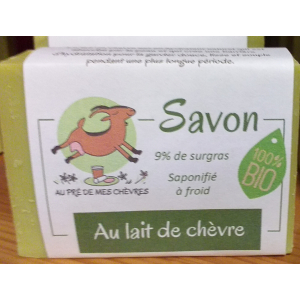 pendant une plus longue période.
Savon
9% de surgras
Saponifié
à froid
100%
BIO
AU PRÉ DE MES CHÈVRES
Au lait de chèvre